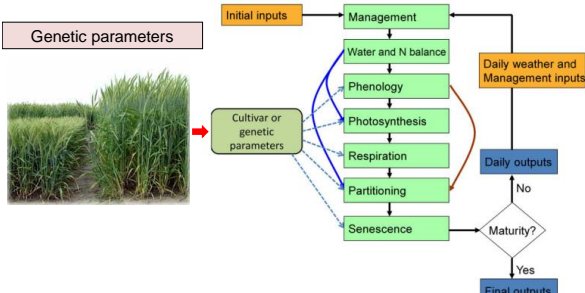 Genetic parameters
Initial inputs
Management
Water and N balance
Daily weather and
Management inputs
Phenology
Cultivar or
genetic
parameters
Photosynthesis
Respiration
Daily outputs
Partitioning
No
Senescence
Maturity?
Yes
Final outputs